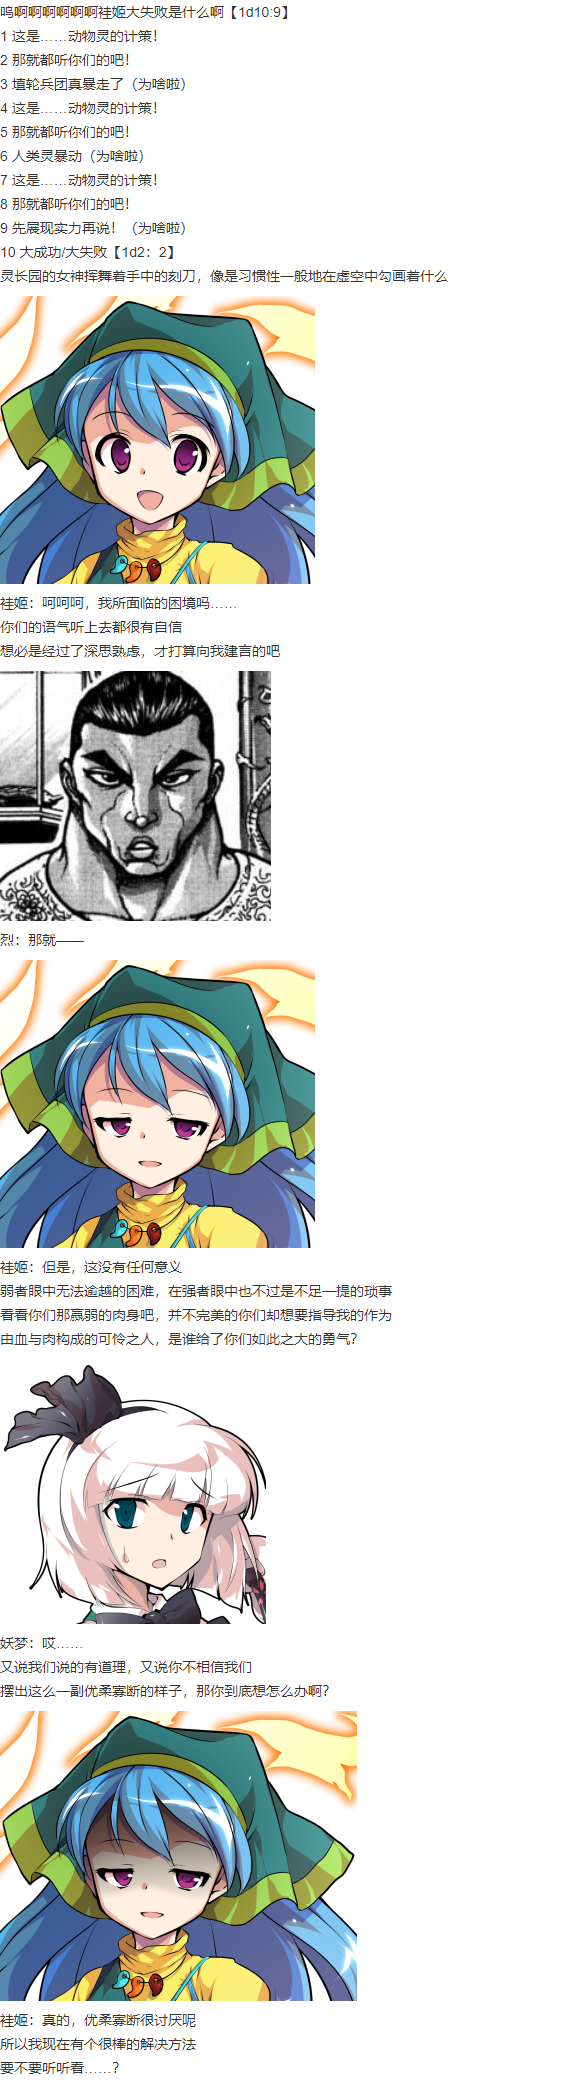 呜啊啊啊啊啊啊袿姬大失败是什么啊【1d10:9】
1 这是……动物灵的计策！
2 那就都听你们的吧！
3 埴轮兵团真暴走了（为啥啦）
4 这是……动物灵的计策！
5 那就都听你们的吧！
6 人类灵暴动（为啥啦）
7 这是……动物灵的计策！
8 那就都听你们的吧！
9 先展现实力再说！（为啥啦）
10 大成功/大失败【1d2：2】
灵长园的女神挥舞着手中的刻刀，像是习惯性一般地在虚空中勾画着什么
袿姬：呵呵呵，我所面临的困境吗……
你们的语气听上去都很有自信
想必是经过了深思熟虑，才打算向我建言的吧
烈：那就——
袿姬：但是，这没有任何意义
弱者眼中无法逾越的困难，在强者眼中也不过是不足一提的琐事
看看你们那羸弱的肉身吧，并不完美的你们却想要指导我的作为
由血与肉构成的可怜之人，是谁给了你们如此之大的勇气？
妖梦：哎……
又说我们说的有道理，又说你不相信我们
摆出这么一副优柔寡断的样子，那你到底想怎么办啊？
袿姬：真的，优柔寡断很讨厌呢
所以我现在有个很棒的解决方法
要不要听听看……？